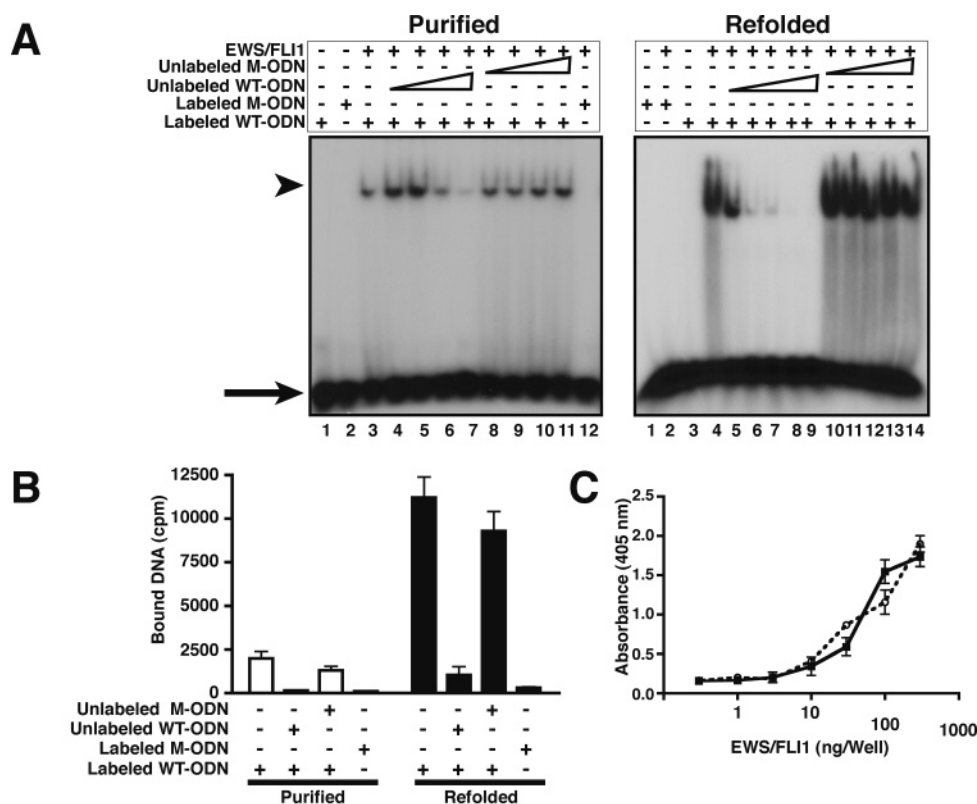 A
Purified
Refolded
EWS/FLI1 - - + + + + + + + + + + - + - + + + + + + + + + + +
Unlabeled M-ODN - - - - - - - - - - - - - - - - -
Unlabeled WT-ODN - - - - - - - - - - - - - - - - -
Labeled M-ODN - + - - - - - - - - - + + + - - - - - - - - - - - -
Labeled WT-ODN + - + + + + + + + + + - - - + + + + + + + + + + + +
1 2 3 4 5 6 7 8 9 10 11 12
1 2 3 4 5 6 7 8 9 10 11 12 13 14
B
Bound DNA (cpm)
12500
10000
7500
5000
2500
0
Unlabeled M-ODN - - + - - - + -
Unlabeled WT-ODN - + - - - + - -
Labeled M-ODN - - - + - - - +
Labeled WT-ODN + + + - + + + -
Purified
Refolded
C
Absorbance (405 nm)
2.5
2.0
1.5
1.0
0.5
0.0
1 10 100 1000
EWS/FLI1 (ng/Well)